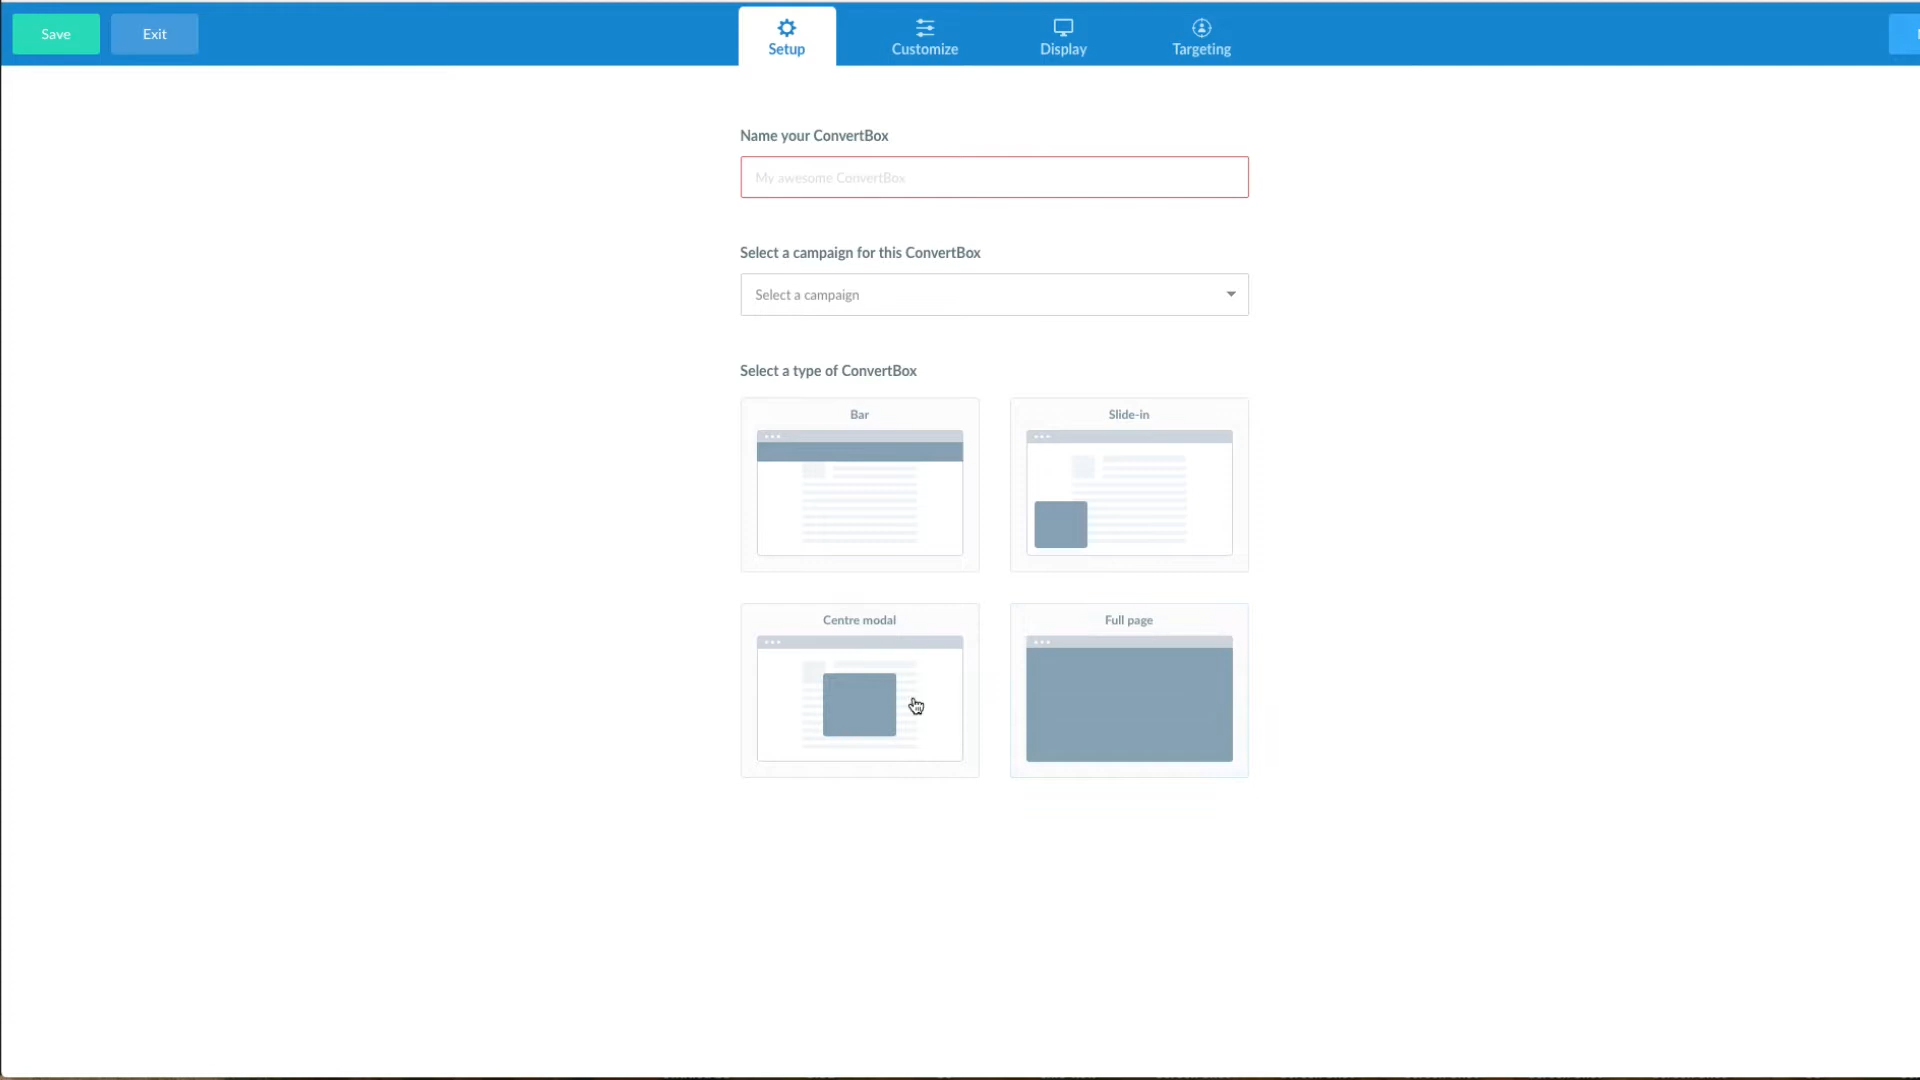 Save
Exit
Setup
Customize
Display
Targeting
Name your ConvertBox
My awesome ConvertBox
Select a campaign for this ConvertBox
Select a campaign
Select a type of ConvertBox
Bar
Slide-in
Centre modal
Full page